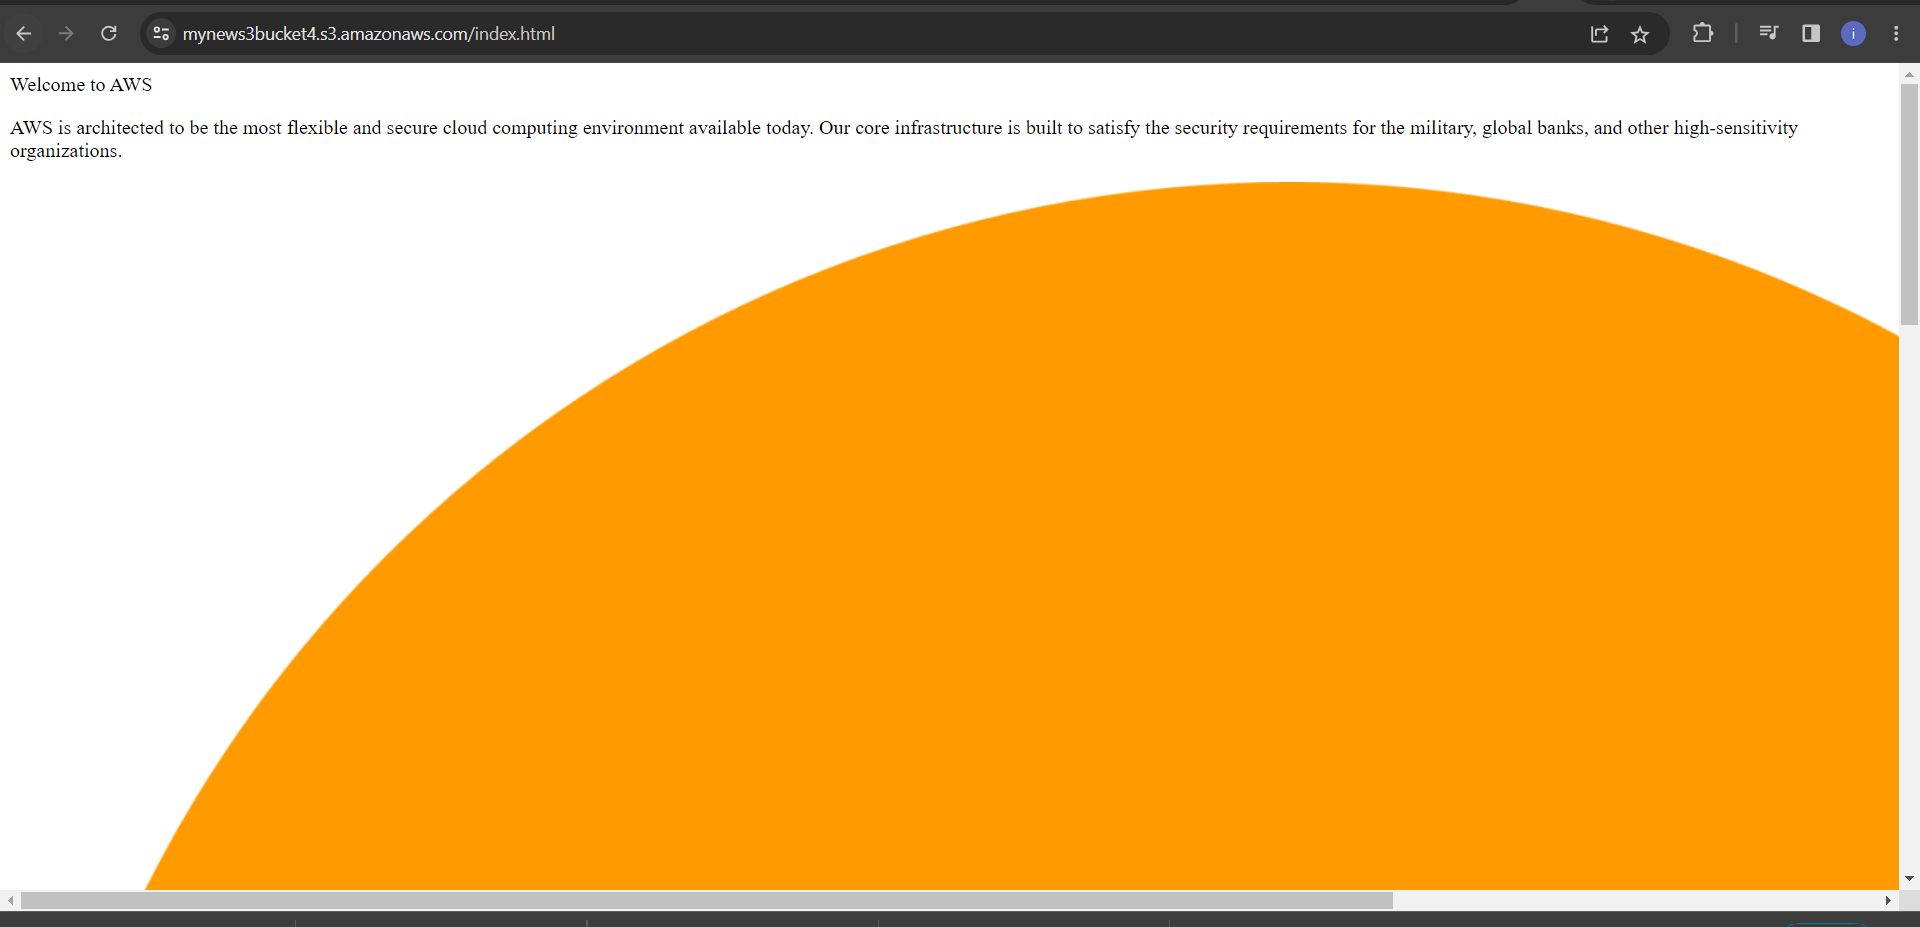 mynews3bucket4.s3.amazonaws.com/index.html
i
Welcome to AWS
AWS is architected to be the most flexible and secure cloud computing environment available today. Our core infrastructure is built to satisfy the security requirements for the military, global banks, and other high-sensitivity
organizations.